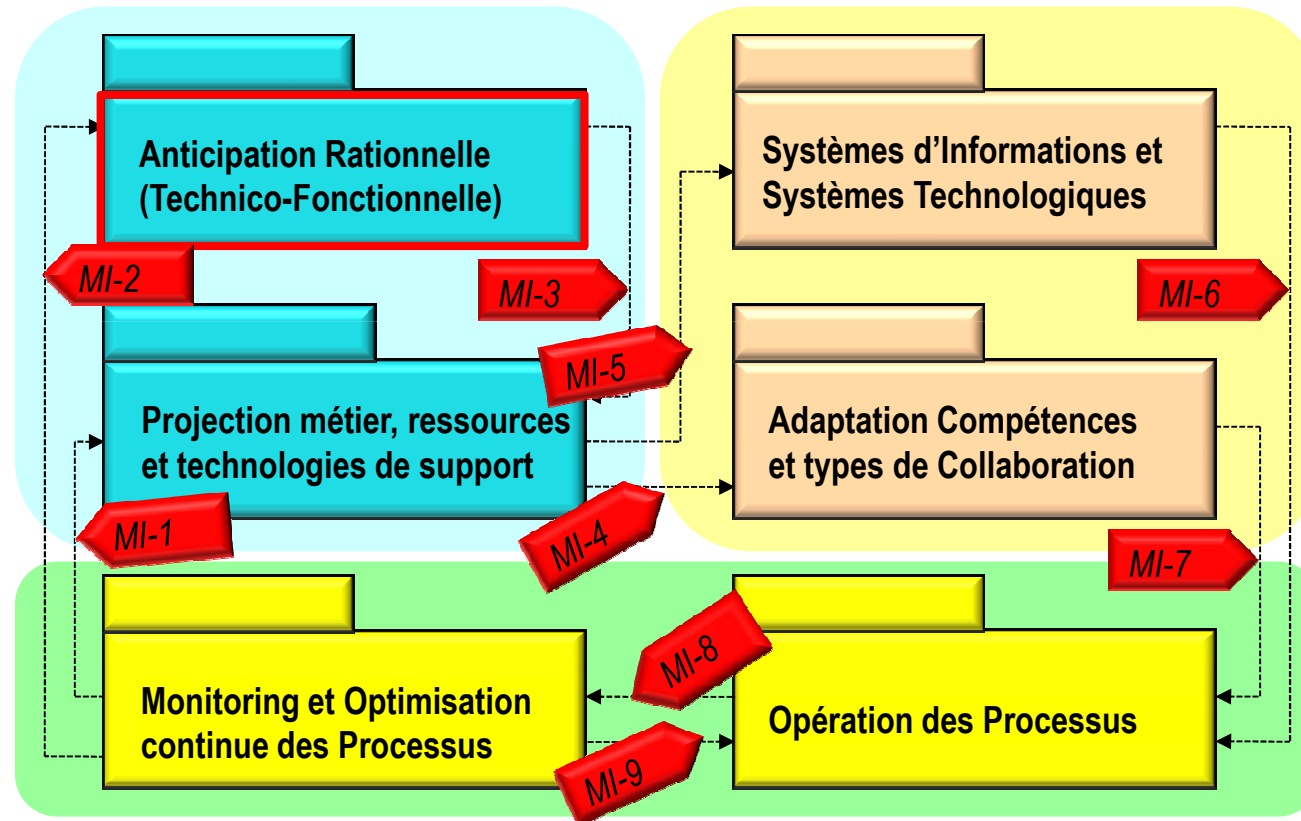 Anticipation Rationnelle
(Technico-Fonctionnelle)
Systèmes d'Informations et
Systèmes Technologiques
MI-2
MI-3
MI-6
MI-5
Projection métier, ressources
et technologies de support
Adaptation Compétences
et types de Collaboration
MI-1
MI-4
MI-7
MI-8
Monitoring et Optimisation
continue des Processus
Opération des Processus
MI-9